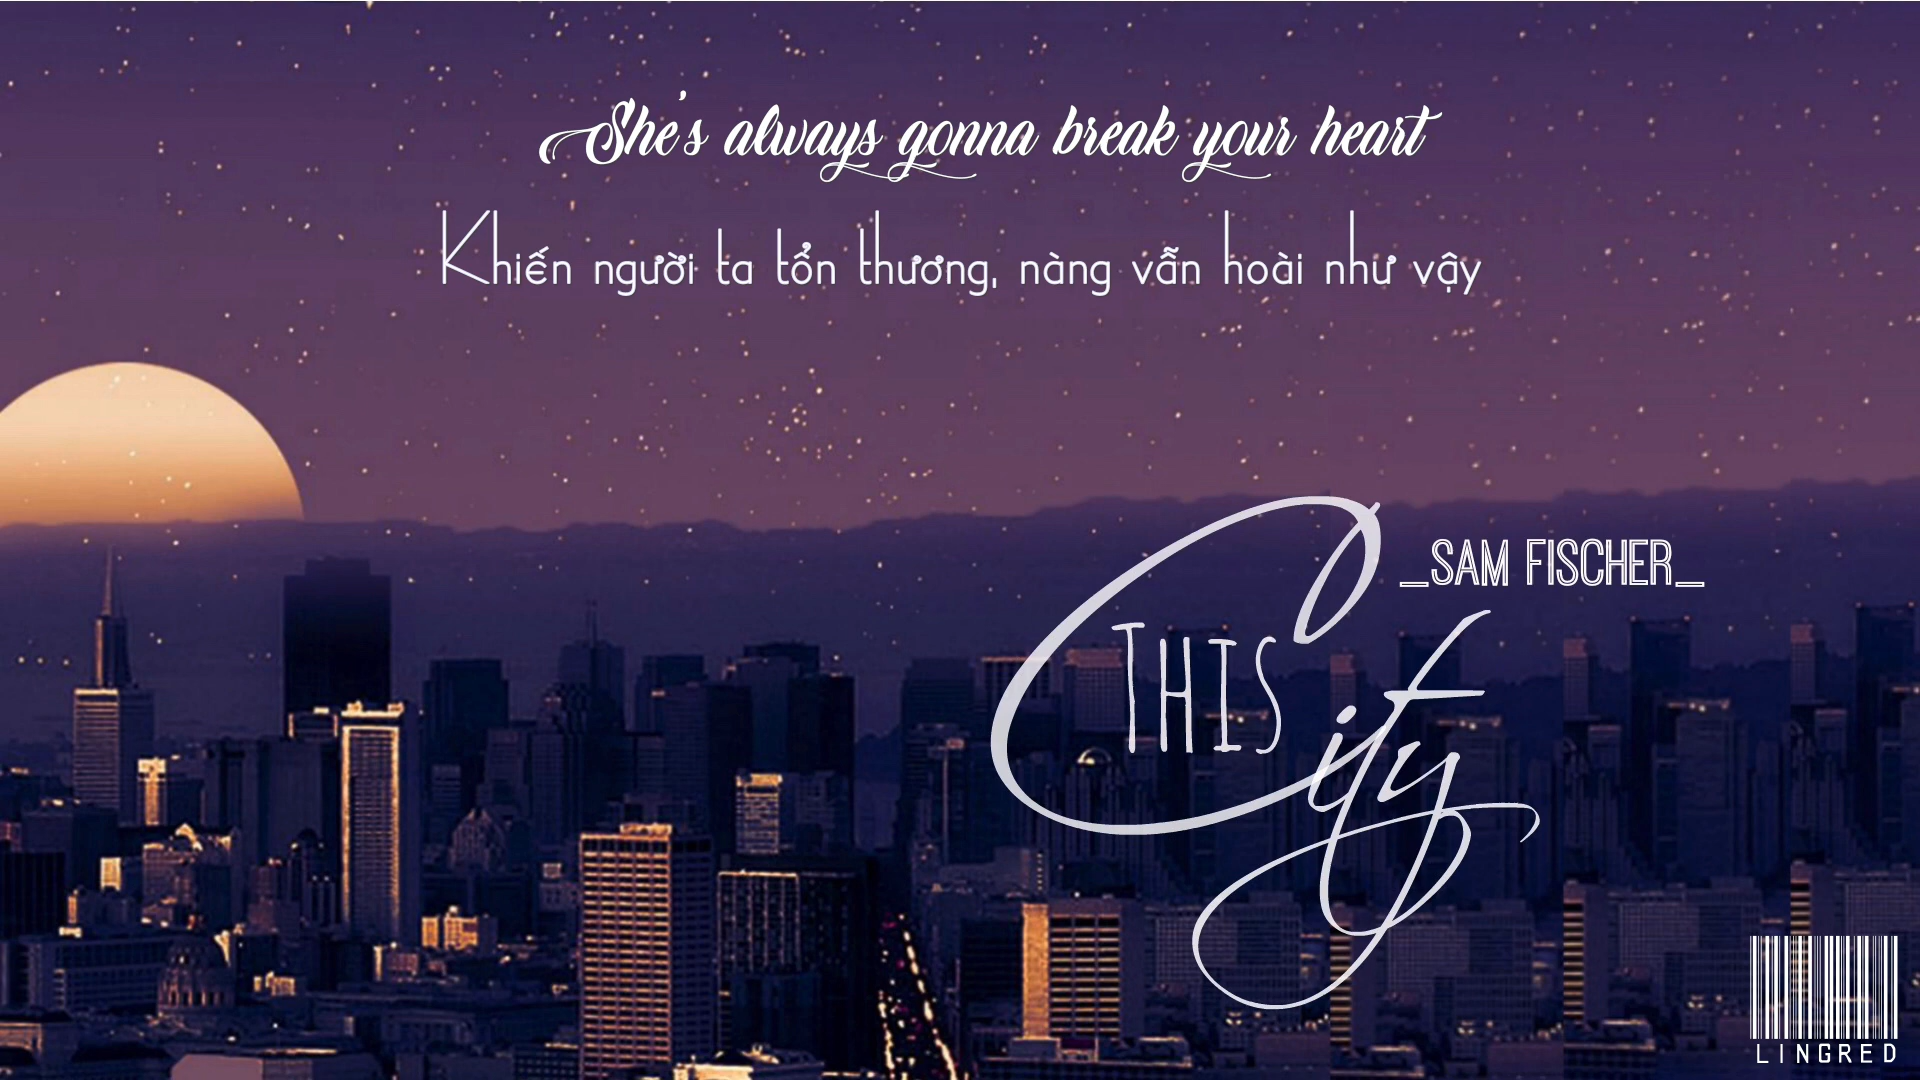 She's always gonna break your heart
Khiến người ta tổn thương, nàng vẫn hoài như vậy
_SAM FISCHER_
THIS City
LINGRED